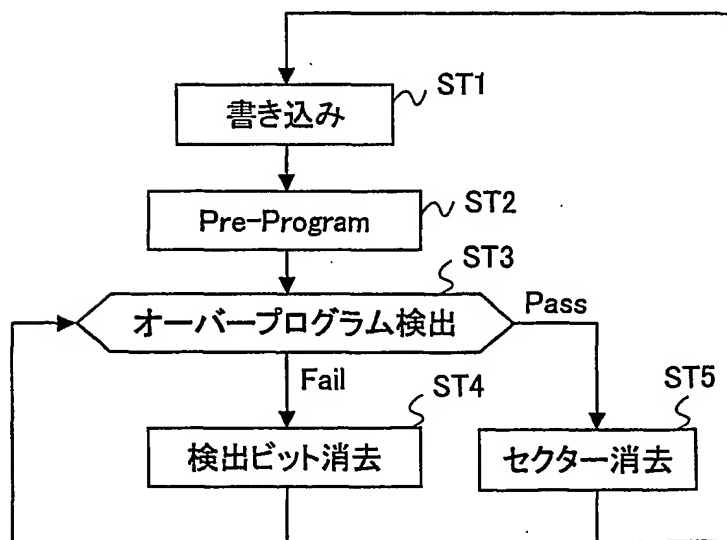 書き込み
ST1
Pre-Program
ST2
ST3
オーバープログラム検出
Pass
Fail
ST4
ST5
検出ビット消去
セクター消去